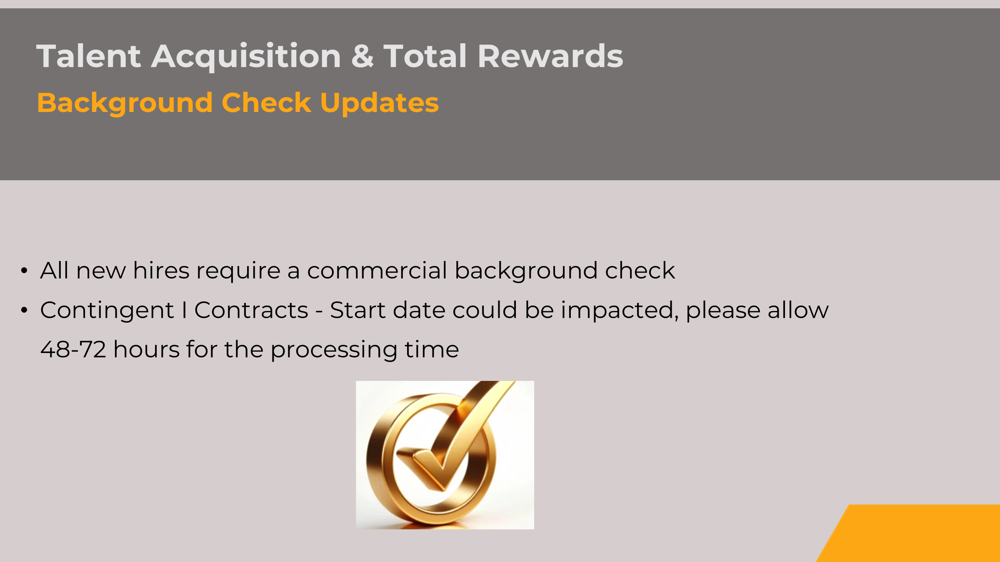 Talent Acquisition & Total Rewards
Background Check Updates
• All new hires require a commercial background check
• Contingent I Contracts - Start date could be impacted, please allow
48-72 hours for the processing time